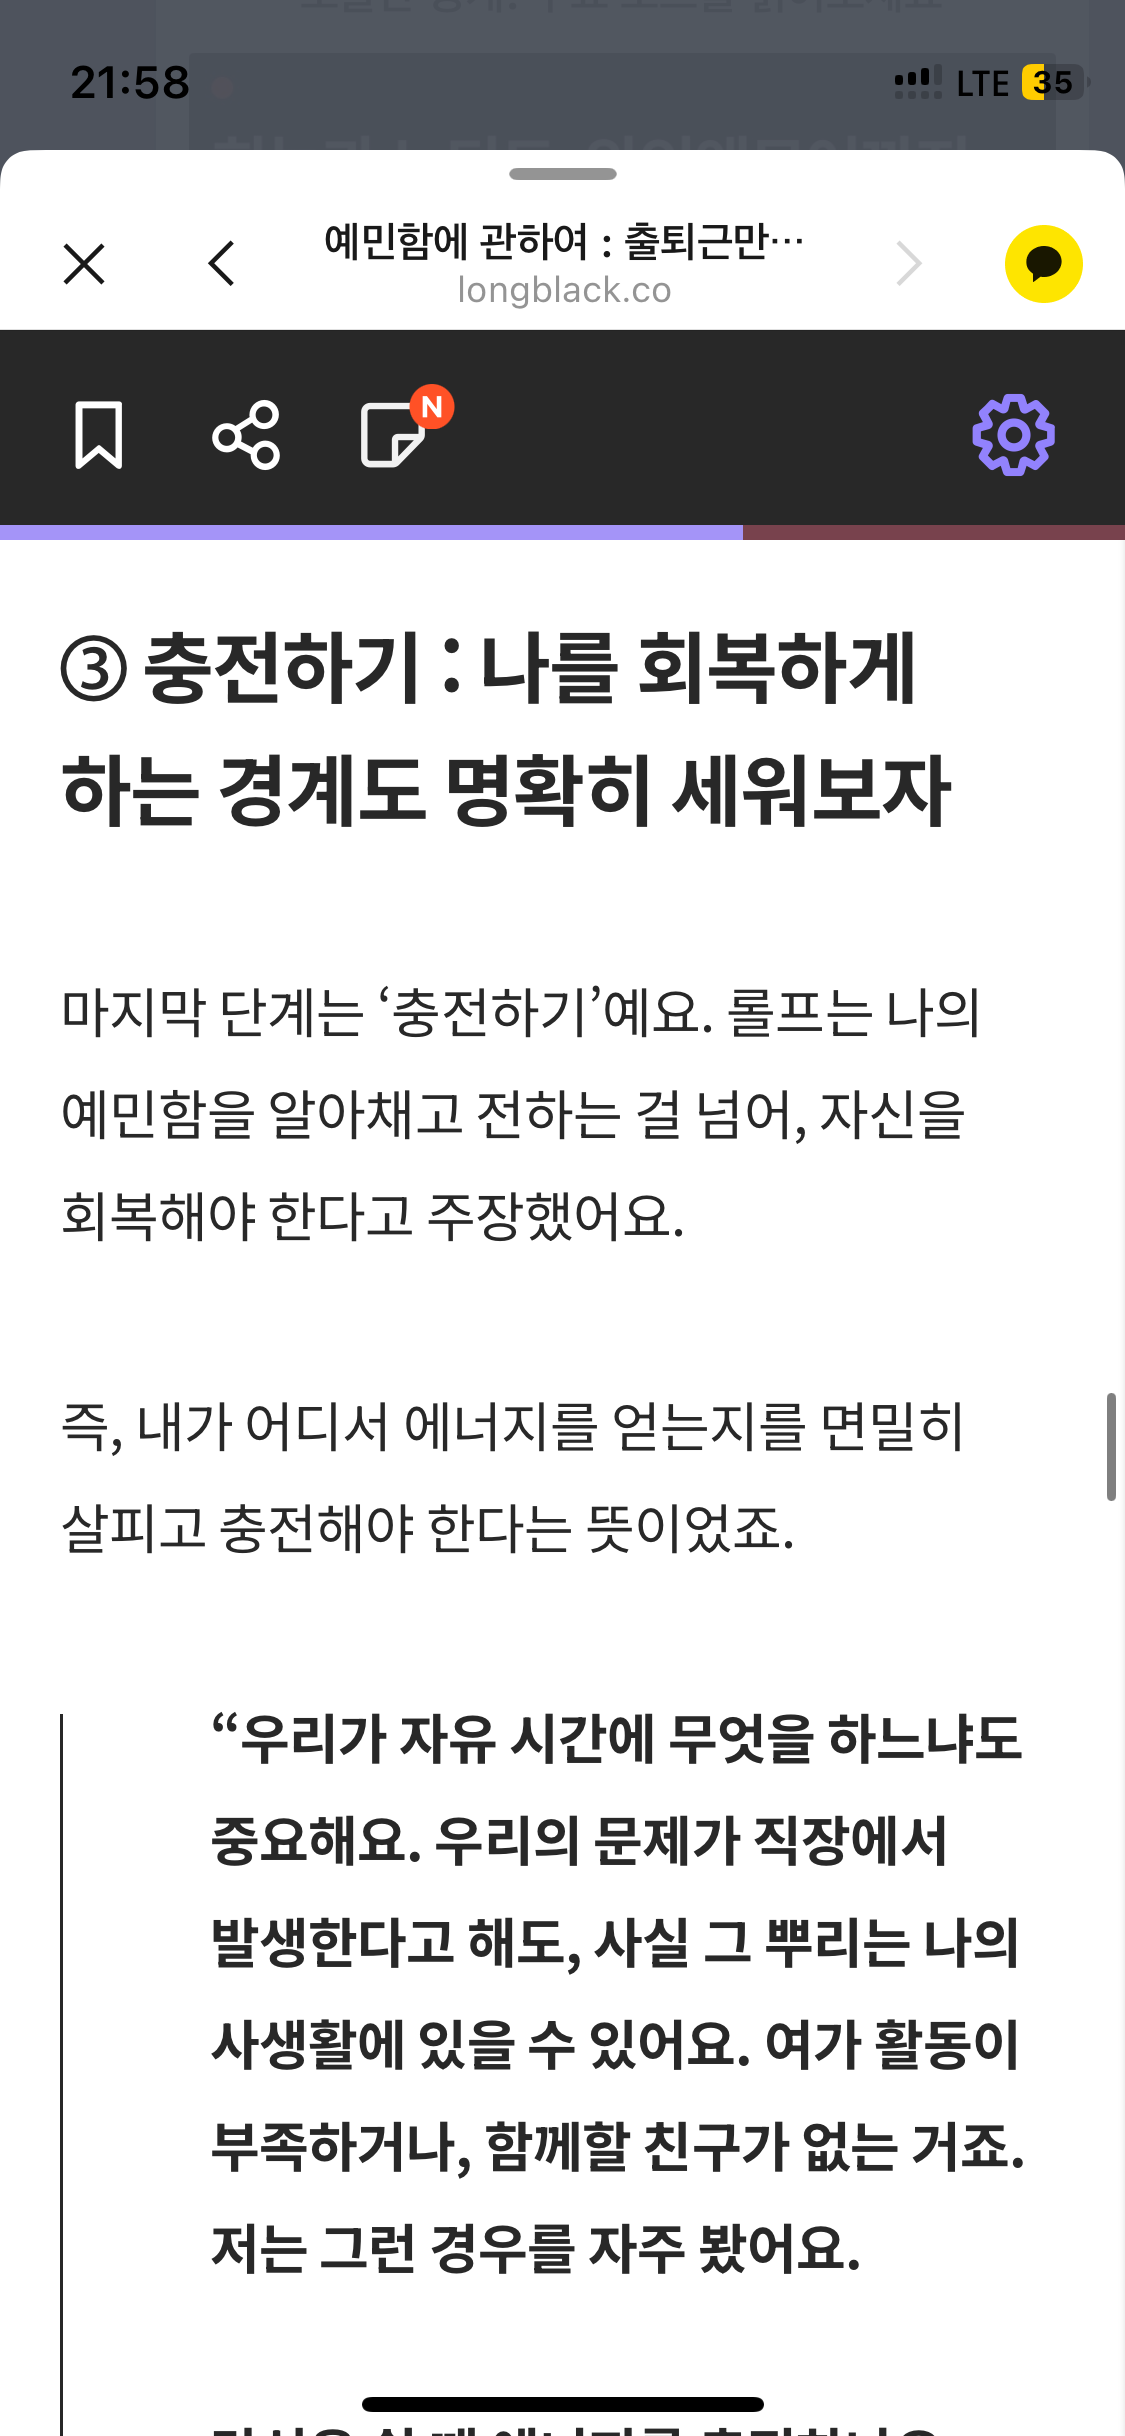 21:58
LTE 35
예민함에 관하여 : 출퇴근만…
longblack.co
N
③ 충전하기 : 나를 회복하게
하는 경계도 명확히 세워보자
마지막 단계는 ‘충전하기’예요. 롤프는 나의
예민함을 알아채고 전하는 걸 넘어, 자신을
회복해야 한다고 주장했어요.
즉, 내가 어디서 에너지를 얻는지를 면밀히
살피고 충전해야 한다는 뜻이었죠.
“우리가 자유 시간에 무엇을 하느냐도
중요해요. 우리의 문제가 직장에서
발생한다고 해도, 사실 그 뿌리는 나의
사생활에 있을 수 있어요. 여가 활동이
부족하거나, 함께할 친구가 없는 거죠.
저는 그런 경우를 자주 봤어요.